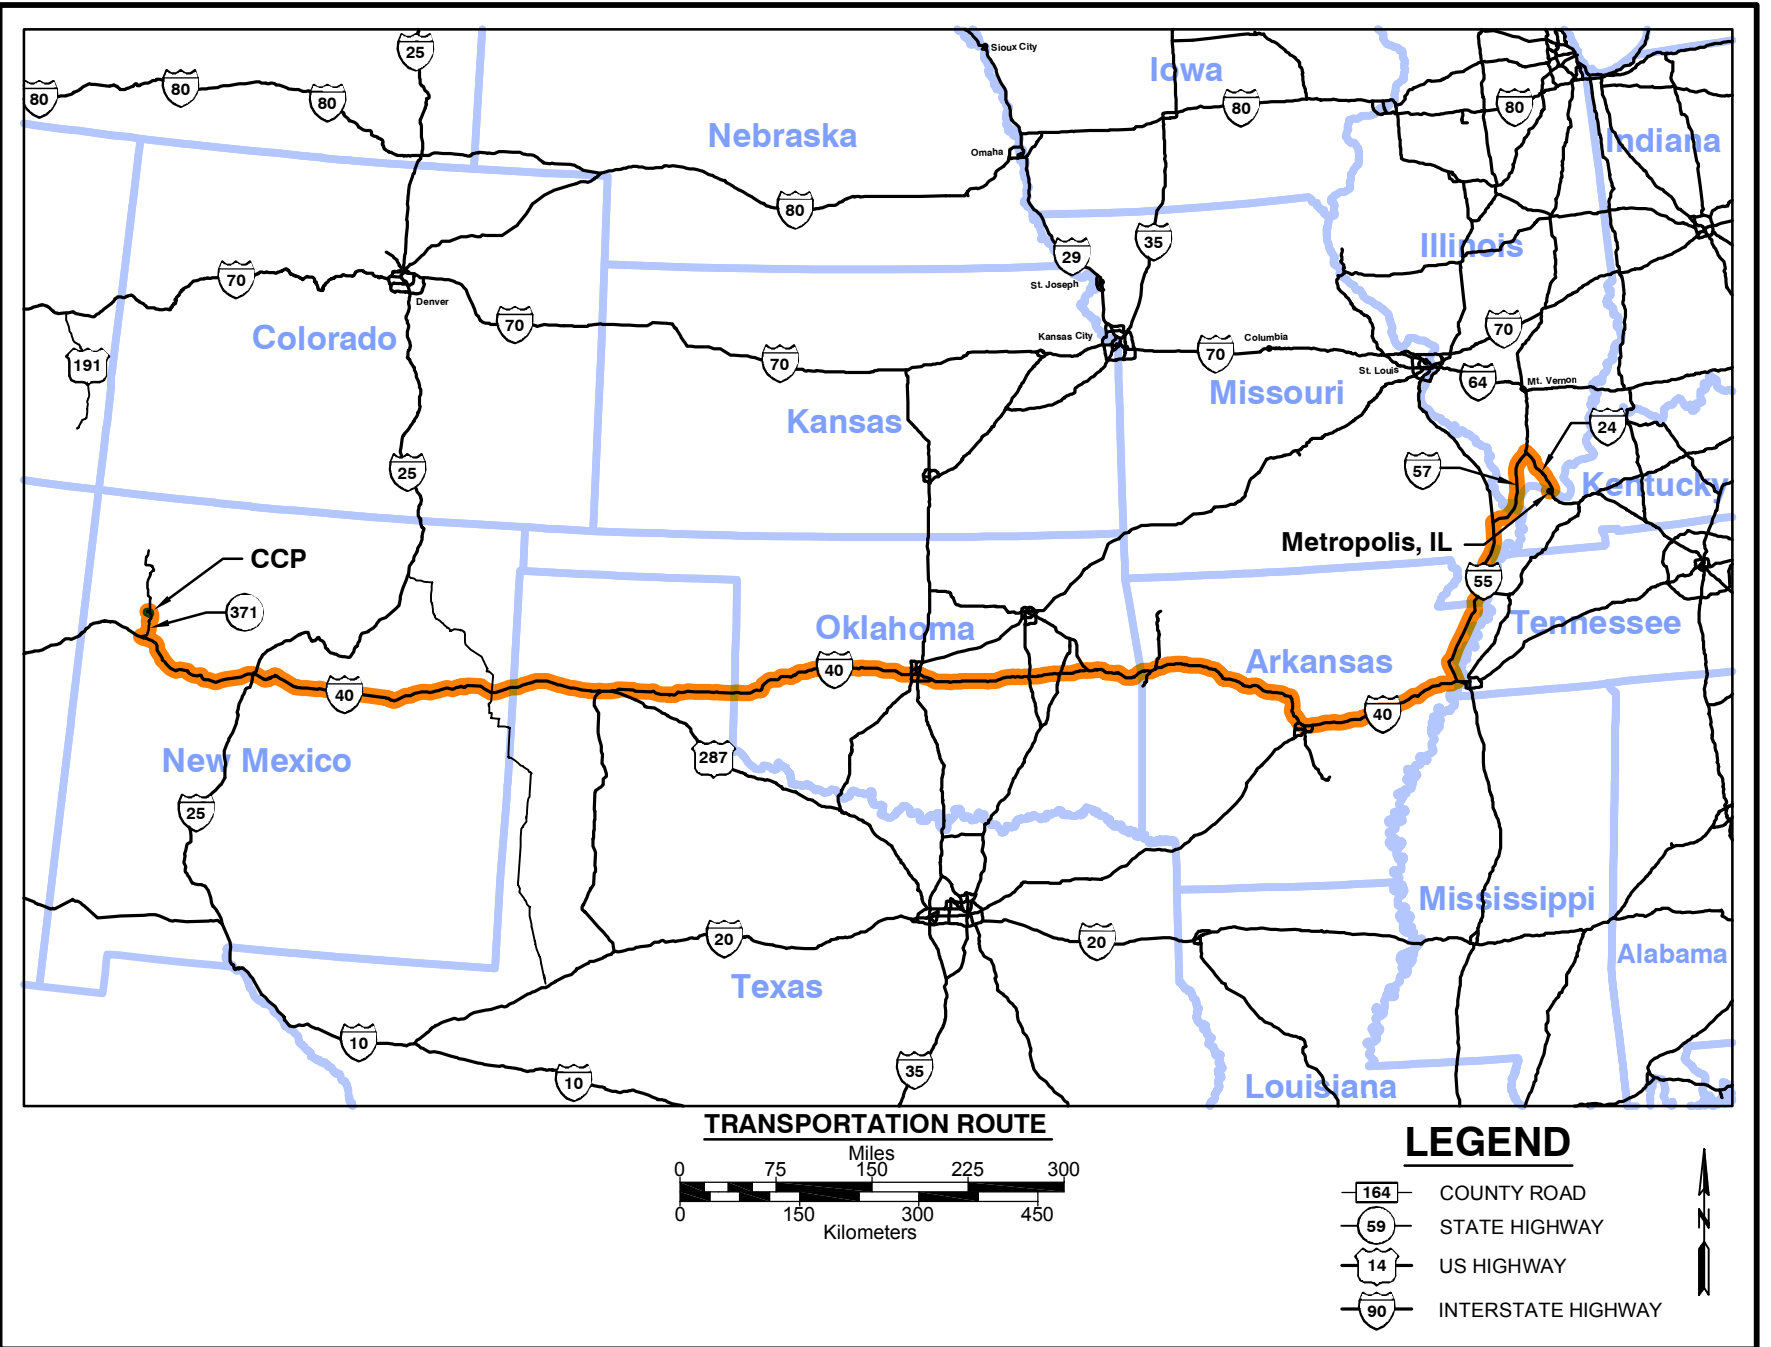 25
Sioux City
Iowa
80
80
80
80
80
Nebraska
Indiana
Omaha
80
35
29
Illinois
70
St. Joseph
Denver
70
70
Colorado
Kansas City
Columbia
70
70
191
St. Louis
64
Mt. Vernon
Missouri
Kansas
24
25
57
Kentucky
Metropolis, IL
CCP
55
371
Oklahoma
Tennessee
Arkansas
40
40
40
New Mexico
287
25
Mississippi
20
20
Alabama
Texas
10
35
10
Louisiana
TRANSPORTATION ROUTE
Miles
0 75 150 225 300
0 150 300 450
Kilometers
LEGEND
164 COUNTY ROAD
59 STATE HIGHWAY
14 US HIGHWAY
90 INTERSTATE HIGHWAY
N